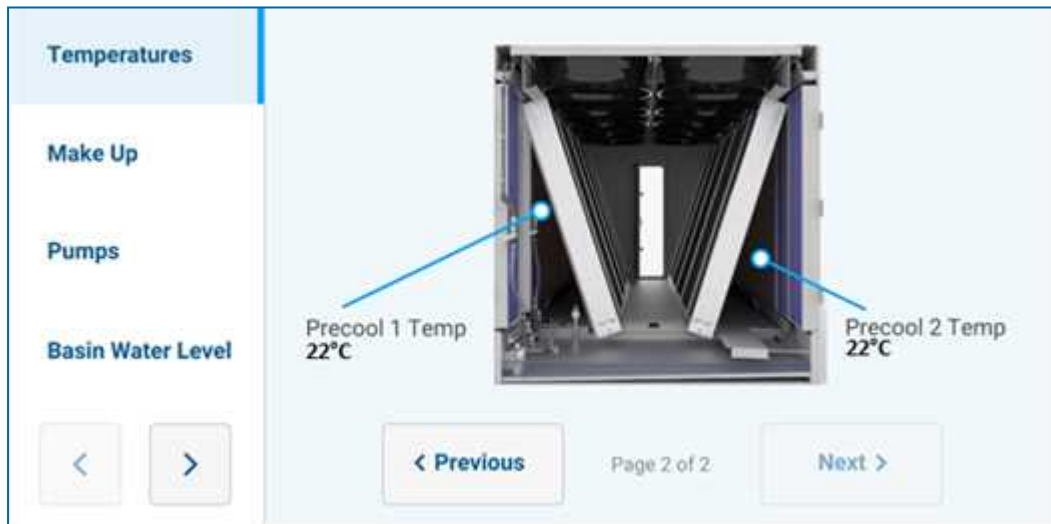 Temperatures
Make Up
Pumps
Basin Water Level
<
>
Precool 1 Temp
22°C
Precool 2 Temp
22°C
< Previous
Page 2 of 2
Next >